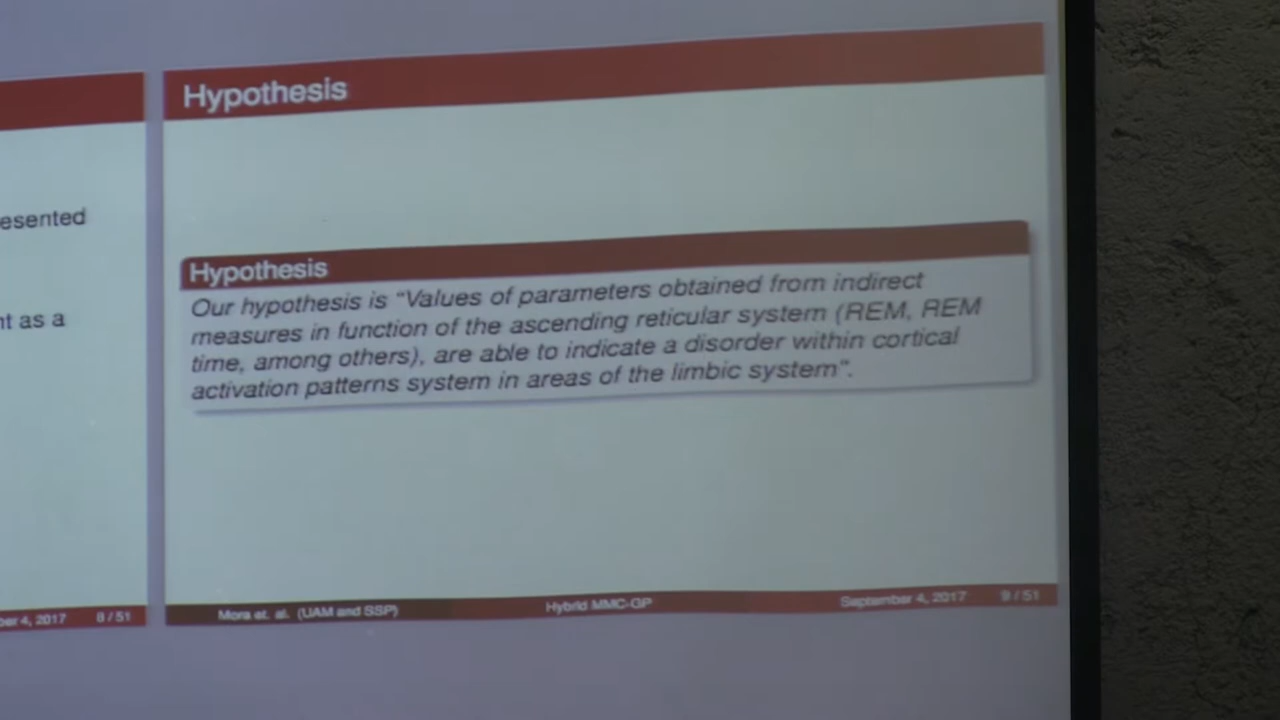 esented
nt as a
ber 4, 2017 8 / 51
Hypothesis
Hypothesis
Our hypothesis is “Values of parameters obtained from indirect
measures in function of the ascending reticular system (REM, REM
time, among others), are able to indicate a disorder within cortical
activation patterns system in areas of the limbic system“.
Mora et. al. (UAM and SSP) Hybrid MMC-GP September 4, 2017 9 / 51